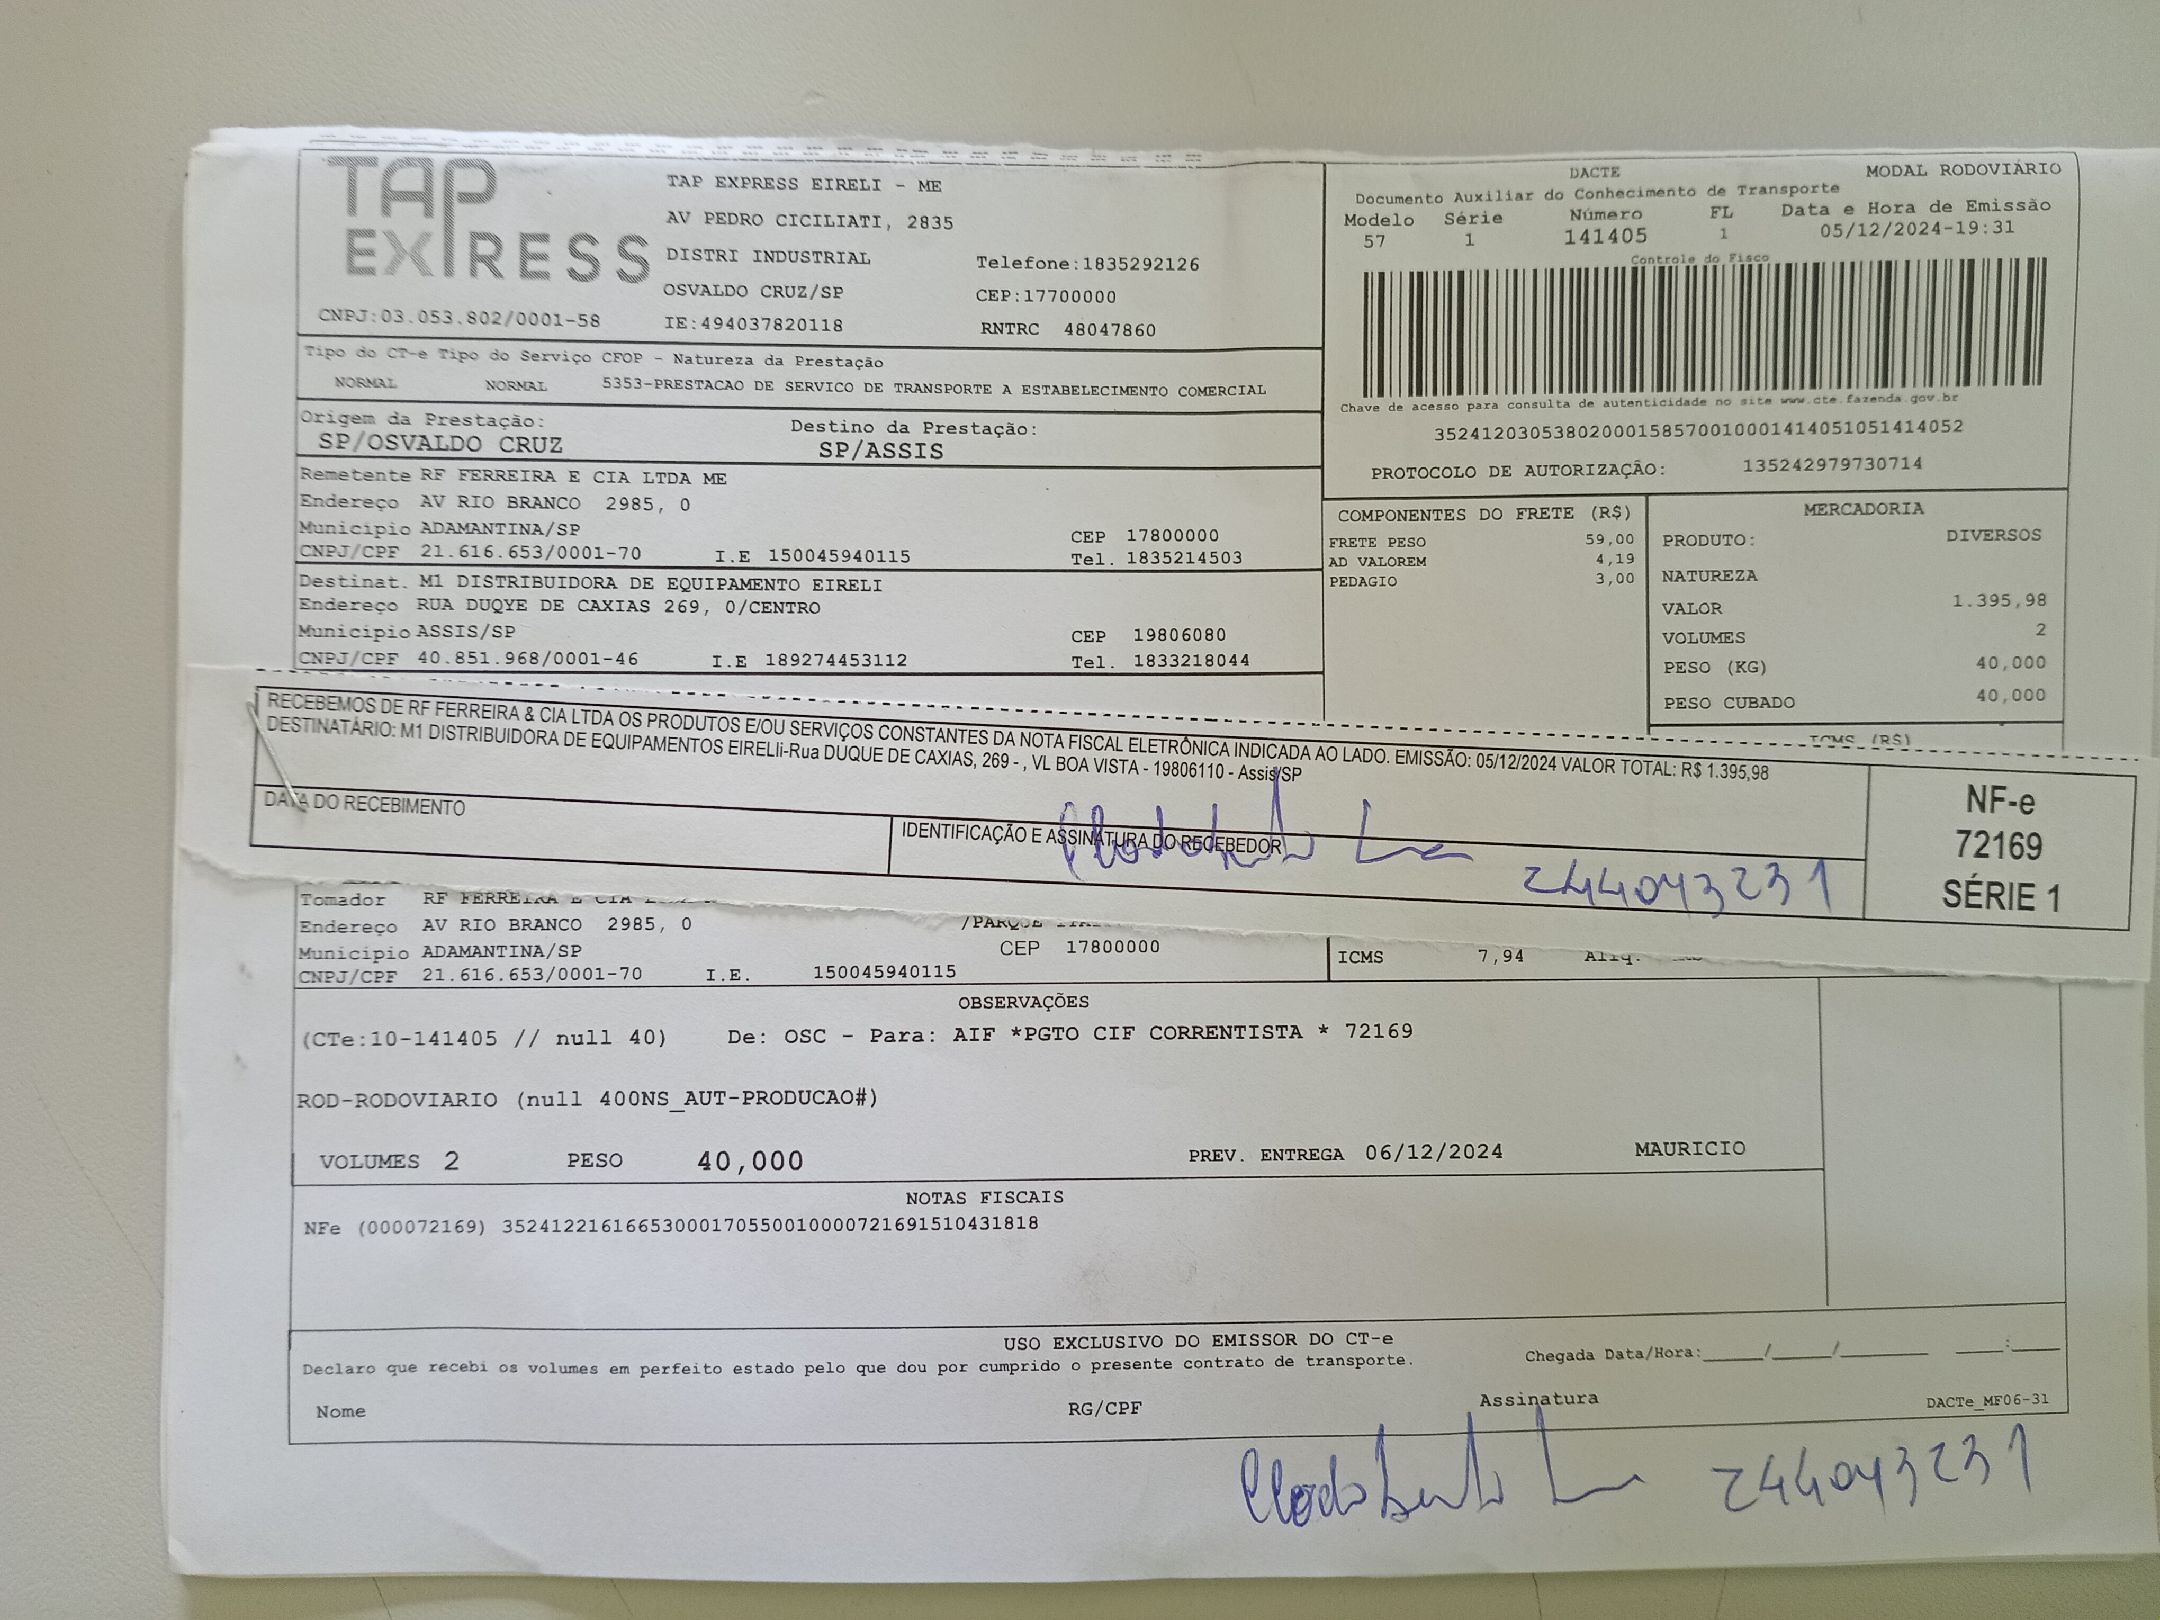 TAP
EXPRESS
CNPJ:03.053.802/0001-58
TAP EXPRESS EIRELI - ME
AV PEDRO CICILIATI, 2835
DISTRI INDUSTRIAL
Telefone:1835292126
OSVALDO CRUZ/SP
CEP:17700000
IE:494037820118
RNTRC 48047860
DACTE
MODAL RODOVIÁRIO
Documento Auxiliar do Conhecimento de Transporte
Modelo Série Número FL Data e Hora de Emissão
57 1 141405 1 05/12/2024-19:31
Controle do Fisco
Chave de acesso para consulta de autenticidade no site www.cte.fazenda.gov.br
35241203053802000158570010001414051051414052
PROTOCOLO DE AUTORIZAÇÃO: 135242979730714
Tipo do CT-e Tipo do Serviço CFOP - Natureza da Prestação
NORMAL NORMAL 5353-PRESTACAO DE SERVICO DE TRANSPORTE A ESTABELECIMENTO COMERCIAL
Origem da Prestação: Destino da Prestação:
SP/OSVALDO CRUZ SP/ASSIS
Remetente RF FERREIRA E CIA LTDA ME
Endereço AV RIO BRANCO 2985, 0
Município ADAMANTINA/SP CEP 17800000
CNPJ/CPF 21.616.653/0001-70 I.E 150045940115 Tel. 1835214503
Destinat. M1 DISTRIBUIDORA DE EQUIPAMENTO EIRELI
Endereço RUA DUQYE DE CAXIAS 269, 0/CENTRO
Município ASSIS/SP CEP 19806080
CNPJ/CPF 40.851.968/0001-46 I.E 189274453112 Tel. 1833218044
COMPONENTES DO FRETE (R$)
FRETE PESO 59,00
AD VALOREM 4,19
PEDAGIO 3,00
MERCADORIA
PRODUTO: DIVERSOS
NATUREZA
VALOR 1.395,98
VOLUMES 2
PESO (KG) 40,000
PESO CUBADO 40,000
ICMS (R$)
RECEBEMOS DE RF FERREIRA & CIA LTDA OS PRODUTOS E/OU SERVIÇOS CONSTANTES DA NOTA FISCAL ELETRÔNICA INDICADA AO LADO. EMISSÃO: 05/12/2024 VALOR TOTAL: R$ 1.395,98
DESTINATÁRIO: M1 DISTRIBUIDORA DE EQUIPAMENTOS EIRELIi-Rua DUQUE DE CAXIAS, 269 - , VL BOA VISTA - 19806110 - Assis/SP
DATA DO RECEBIMENTO
IDENTIFICAÇÃO E ASSINATURA DO RECEBEDOR
244043231
NF-e
72169
SÉRIE 1
Tomador RF FERREIRA E CIA
Endereço AV RIO BRANCO 2985, 0 /PARQUE
Município ADAMANTINA/SP CEP 17800000
CNPJ/CPF 21.616.653/0001-70 I.E. 150045940115
ICMS 7,94 Aliq.
OBSERVAÇÕES
(CTe:10-141405 // null 40) De: OSC - Para: AIF *PGTO CIF CORRENTISTA * 72169
ROD-RODOVIARIO (null 400NS_AUT-PRODUCAO#)
VOLUMES 2 PESO 40,000 PREV. ENTREGA 06/12/2024 MAURICIO
NOTAS FISCAIS
NFe (000072169) 35241221616653000170550010000721691510431818
USO EXCLUSIVO DO EMISSOR DO CT-e
Declaro que recebi os volumes em perfeito estado pelo que dou por cumprido o presente contrato de transporte.
Chegada Data/Hora:_____/_____/_______ ____:____
Nome RG/CPF Assinatura DACTe_MF06-31
244043231